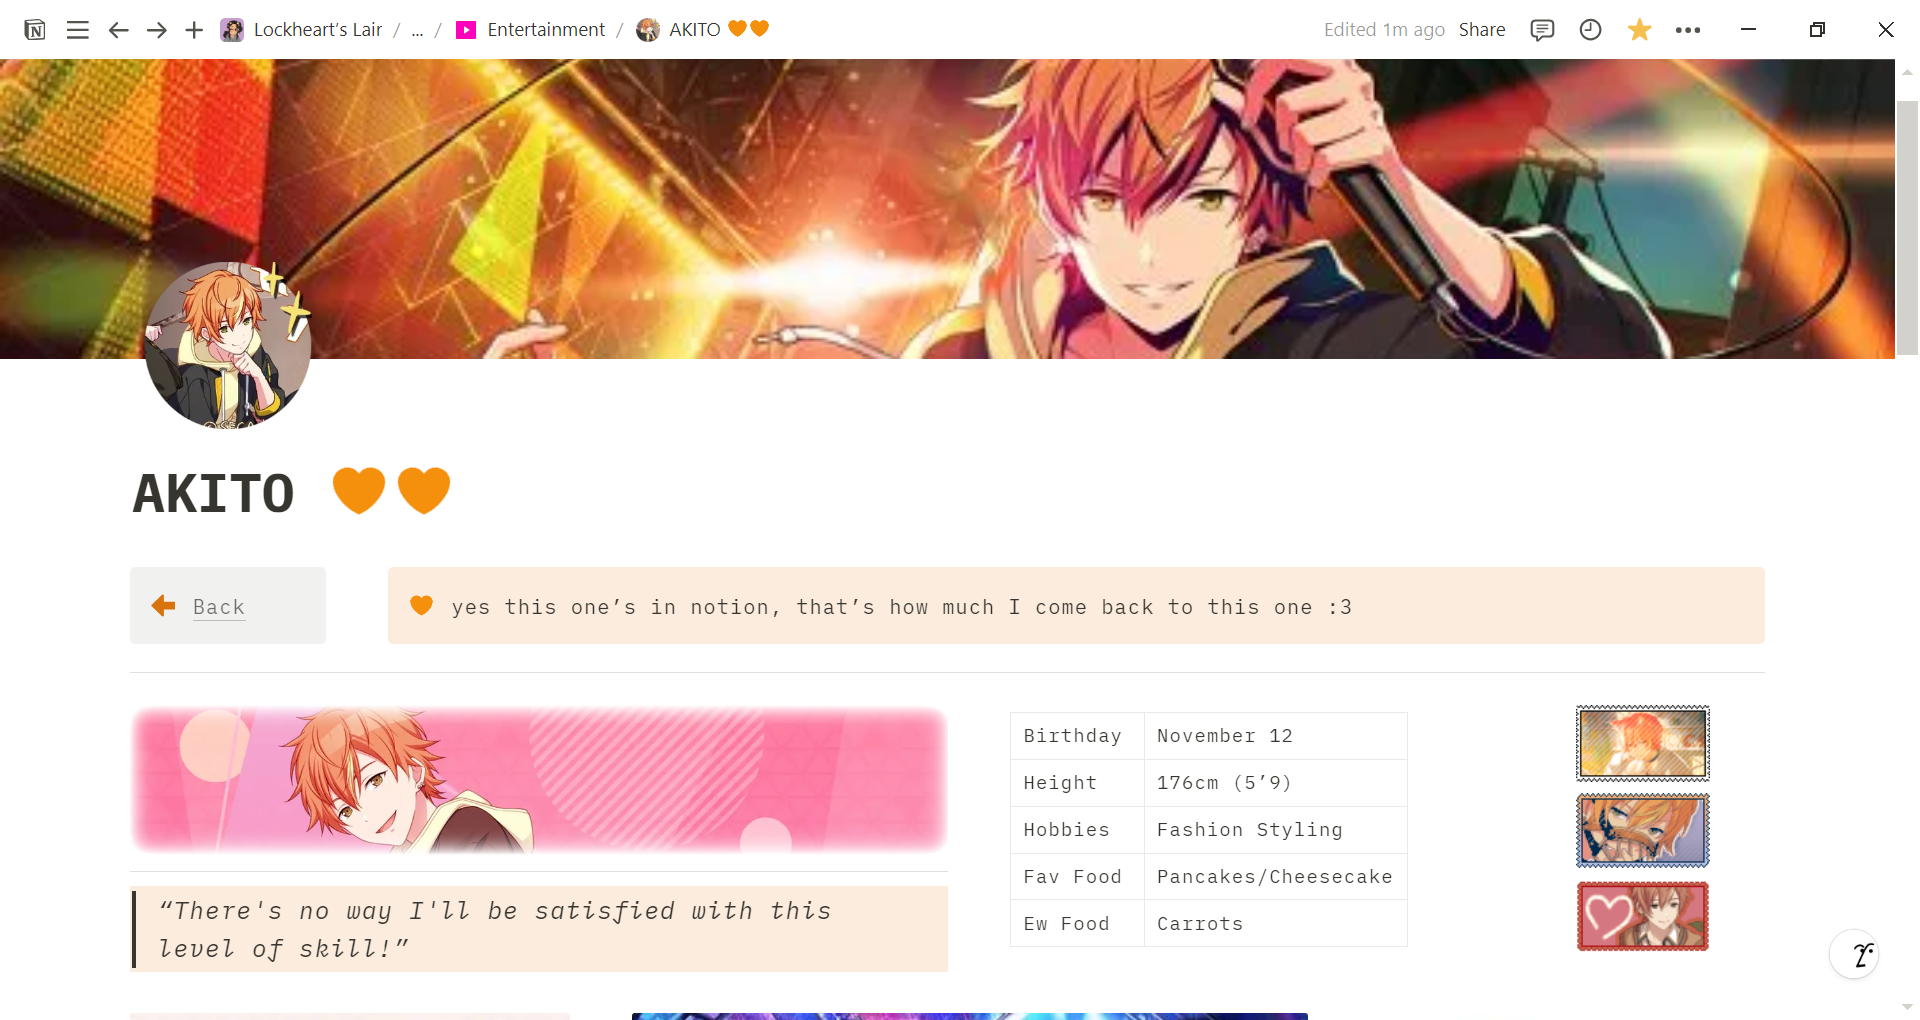 Lockheart’s Lair / ... / Entertainment / AKITO 🧡🧡
Edited 1m ago Share
AKITO 🧡🧡
Back
🧡 yes this one’s in notion, that’s how much I come back to this one :3
Birthday November 12
Height 176cm (5’9)
Hobbies Fashion Styling
Fav Food Pancakes/Cheesecake
Ew Food Carrots
“There's no way I'll be satisfied with this
level of skill!”